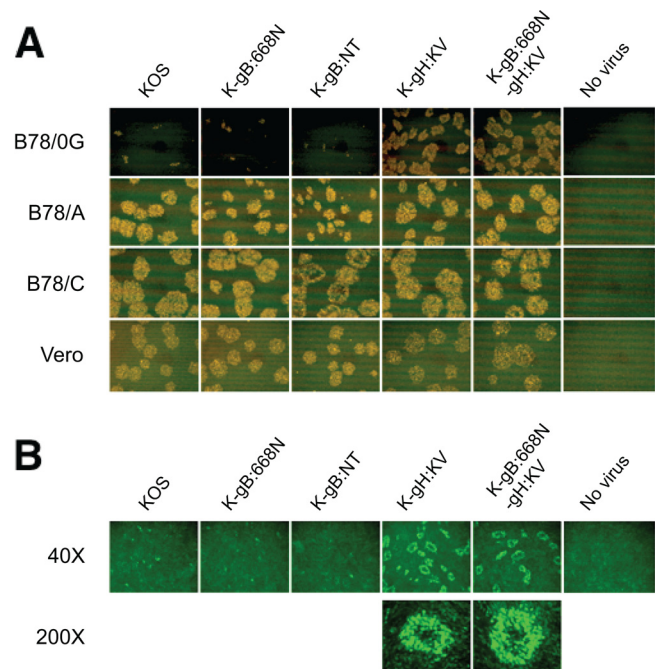 A
KOS
K-gB:668N
K-gB:NT
K-gH:KV
K-gB:668N
-gH:KV
No virus
B78/0G
B78/A
B78/C
Vero
B
KOS
K-gB:668N
K-gB:NT
K-gH:KV
K-gB:668N
-gH:KV
No virus
40X
200X